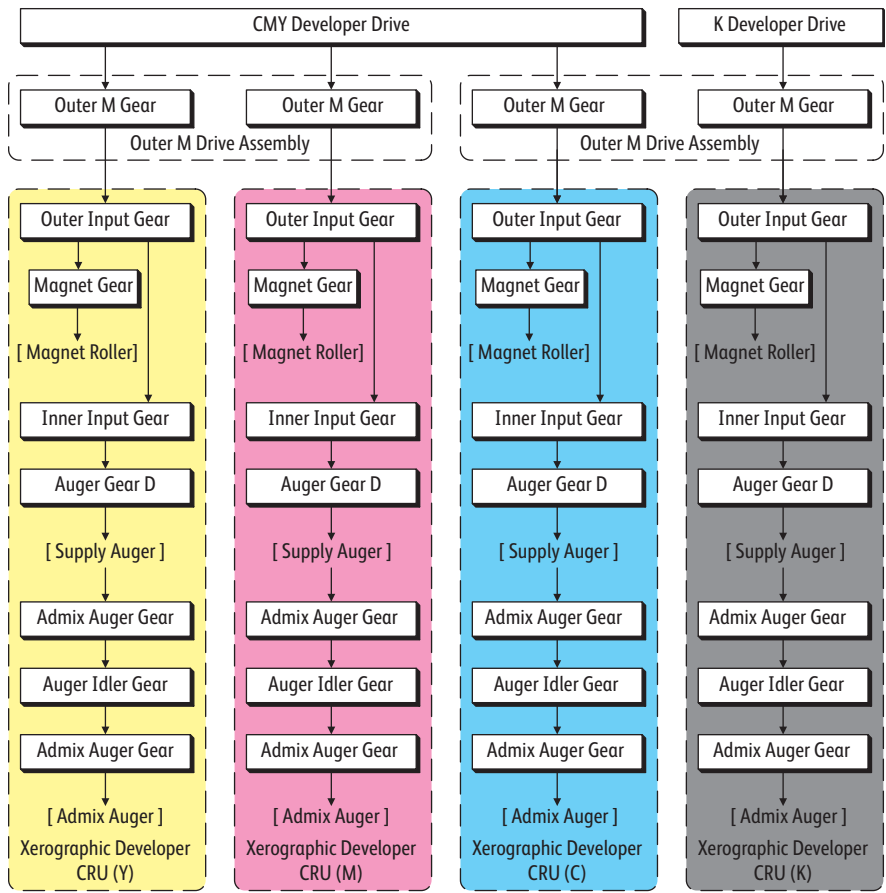 CMY Developer Drive
K Developer Drive
Outer M Gear
Outer M Gear
Outer M Gear
Outer M Gear
Outer M Drive Assembly
Outer M Drive Assembly
Outer Input Gear
Magnet Gear
[ Magnet Roller]
Inner Input Gear
Auger Gear D
[ Supply Auger ]
Admix Auger Gear
Auger Idler Gear
Admix Auger Gear
[ Admix Auger ]
Xerographic Developer
CRU (Y)
Outer Input Gear
Magnet Gear
[ Magnet Roller]
Inner Input Gear
Auger Gear D
[ Supply Auger ]
Admix Auger Gear
Auger Idler Gear
Admix Auger Gear
[ Admix Auger ]
Xerographic Developer
CRU (M)
Outer Input Gear
Magnet Gear
[ Magnet Roller]
Inner Input Gear
Auger Gear D
[ Supply Auger ]
Admix Auger Gear
Auger Idler Gear
Admix Auger Gear
[ Admix Auger ]
Xerographic Developer
CRU (C)
Outer Input Gear
Magnet Gear
[ Magnet Roller]
Inner Input Gear
Auger Gear D
[ Supply Auger ]
Admix Auger Gear
Auger Idler Gear
Admix Auger Gear
[ Admix Auger ]
Xerographic Developer
CRU (K)